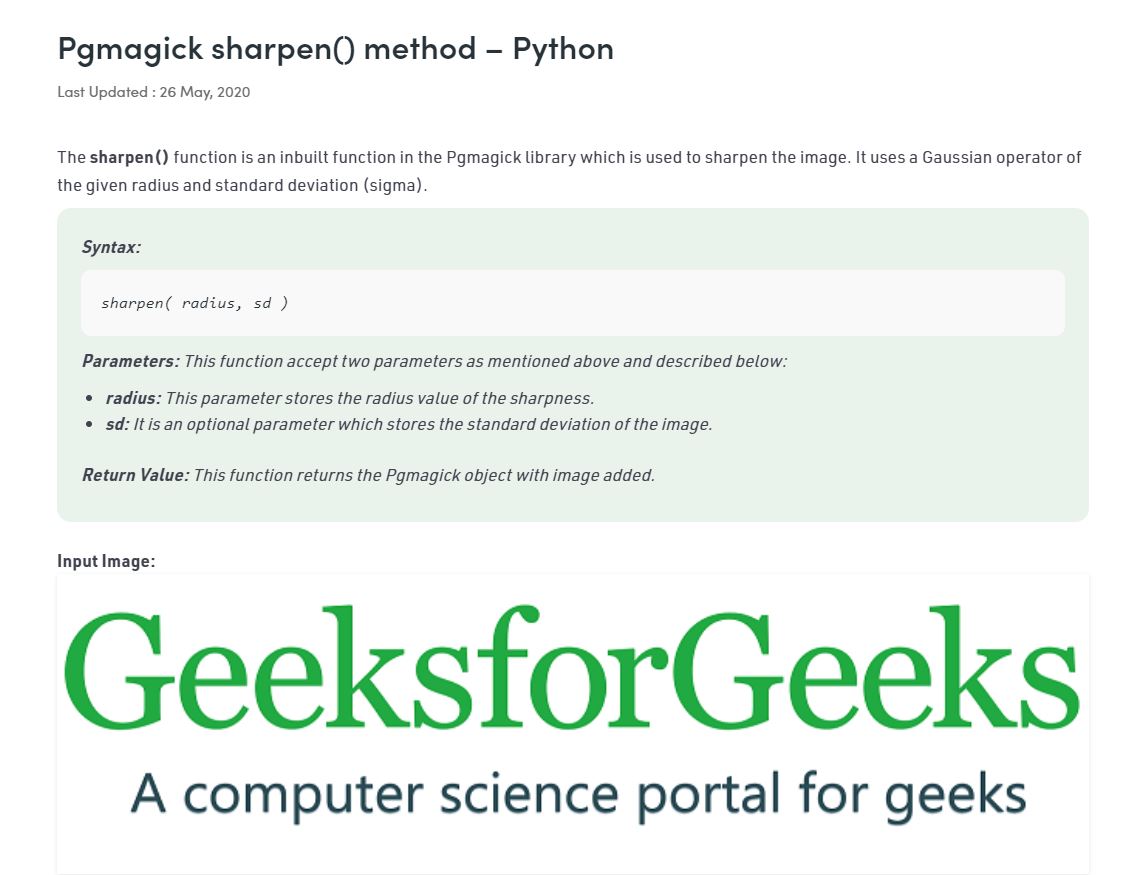 Pgmagick sharpen() method – Python
Last Updated : 26 May, 2020
The sharpen() function is an inbuilt function in the Pgmagick library which is used to sharpen the image. It uses a Gaussian operator of
the given radius and standard deviation (sigma).
Syntax:
sharpen( radius, sd )
Parameters: This function accept two parameters as mentioned above and described below:
• radius: This parameter stores the radius value of the sharpness.
• sd: It is an optional parameter which stores the standard deviation of the image.
Return Value: This function returns the Pgmagick object with image added.
Input Image:
GeeksforGeeks
A computer science portal for geeks